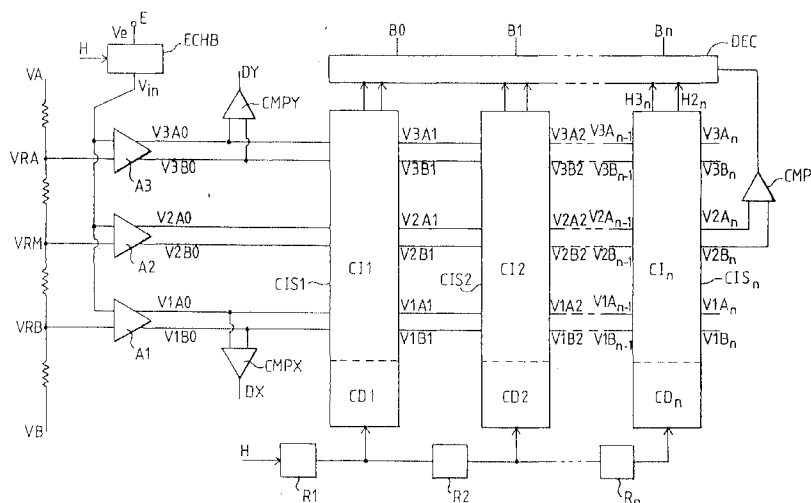 E
Ve
H
ECHB
B0
B1
Bn
DEC
VA
Vin
DY
CMPY
H3n
H2n
V3A0
V3A1
V3A2
V3An-1
V3An
VRA
A3
V3B0
V3B1
V3B2
V3Bn-1
V3Bn
CMP
V2A0
V2A1
V2A2
V2An-1
V2An
VRM
A2
V2B0
CIS1
CI1
V2B1
CIS2
CI2
V2B2
V2Bn-1
CIn
V2Bn
CISn
V1A0
V1A1
V1A2
V1An-1
V1An
VRB
A1
V1B0
V1B1
V1B2
V1Bn-1
V1Bn
CMPX
DX
CD1
CD2
CDn
VB
H
R1
R2
Rn